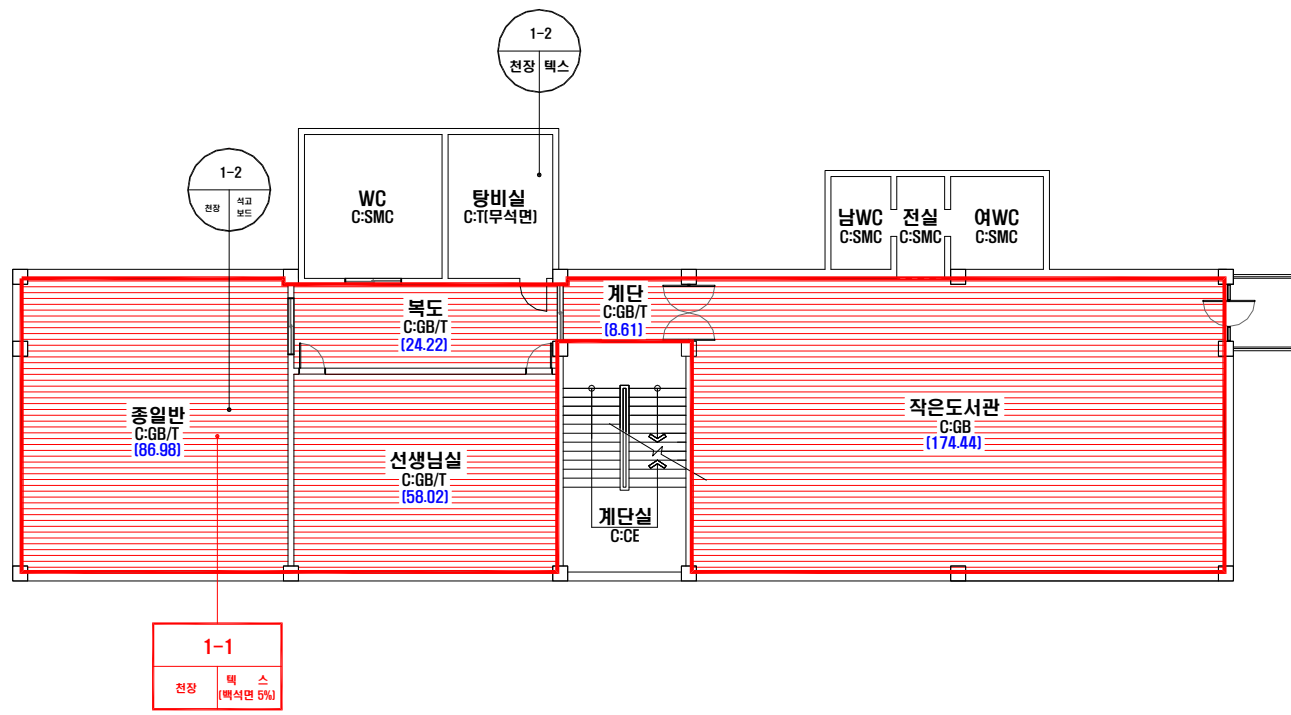 1-2
천장 텍스
1-2
천장 석고
보드
WC
C:SMC
탕비실
C:T(무석면)
남WC
C:SMC
전실
C:SMC
여WC
C:SMC
복도
C:GB/T
(24.22)
계단
C:GB/T
(8.61)
종일반
C:GB/T
(86.98)
선생님실
C:GB/T
(58.02)
작은도서관
C:GB
(174.44)
계단실
C:CE
1-1
천장 텍 스
(백석면 5%)